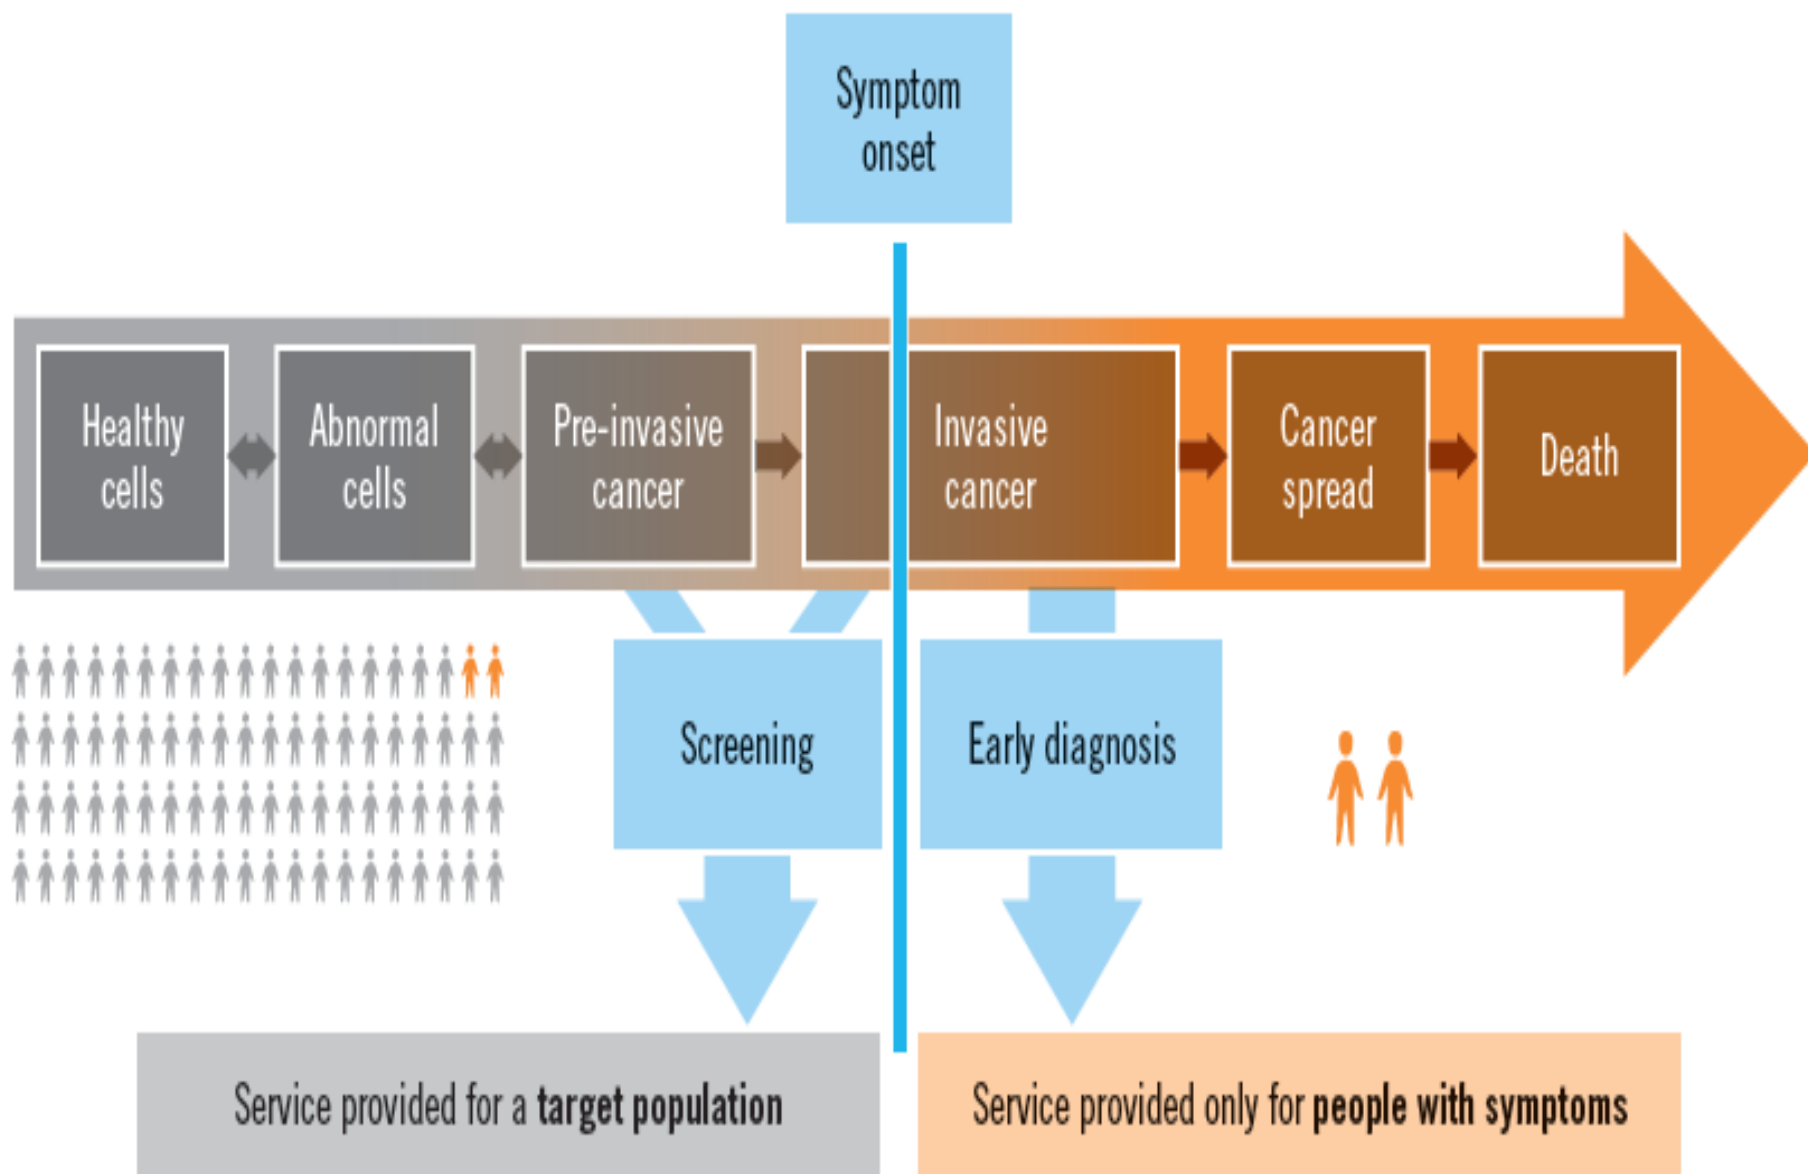 Symptom
onset
Healthy
cells
Abnormal
cells
Pre-invasive
cancer
Invasive
cancer
Cancer
spread
Death
Screening
Early diagnosis
Service provided for a target population
Service provided only for people with symptoms